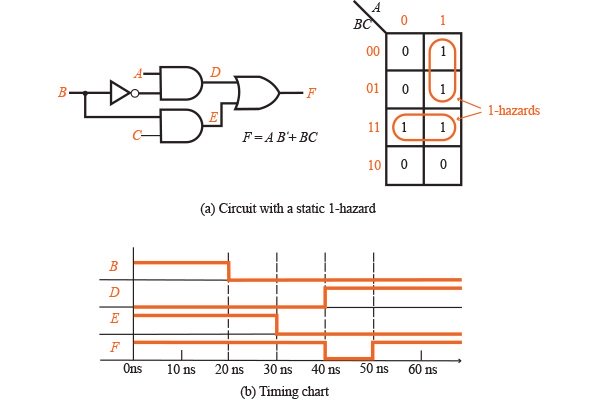 A
BC
0 1
00 0 1
01 0 1
11 1 1
10 0 0
1-hazards
A
D
B
F
E
C
F = A B'+ BC
(a) Circuit with a static 1-hazard
B
D
E
F
0ns 10 ns 20 ns 30 ns 40 ns 50 ns 60 ns
(b) Timing chart